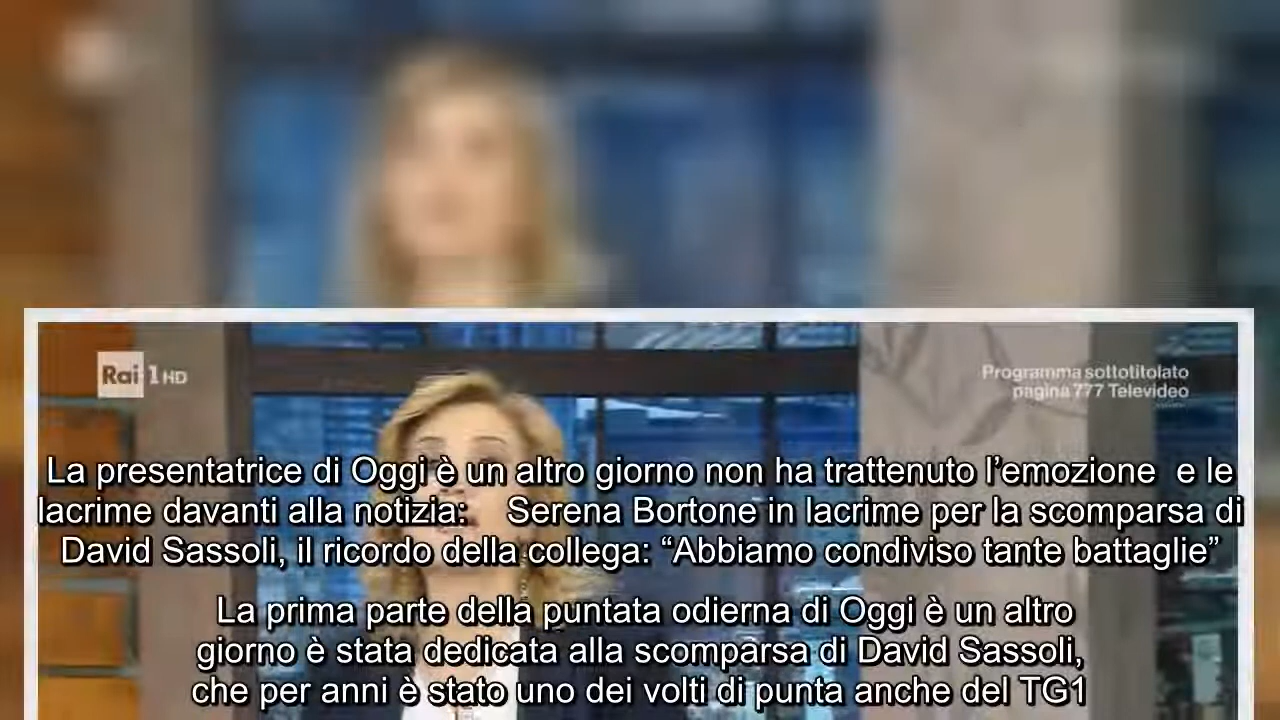 Rai 1 HD
Programma sottotitolato
pagina 777 Televideo
La presentatrice di Oggi è un altro giorno non ha trattenuto l’emozione e le
lacrime davanti alla notizia: Serena Bortone in lacrime per la scomparsa di
David Sassoli, il ricordo della collega: “Abbiamo condiviso tante battaglie”
La prima parte della puntata odierna di Oggi è un altro
giorno è stata dedicata alla scomparsa di David Sassoli,
che per anni è stato uno dei volti di punta anche del TG1